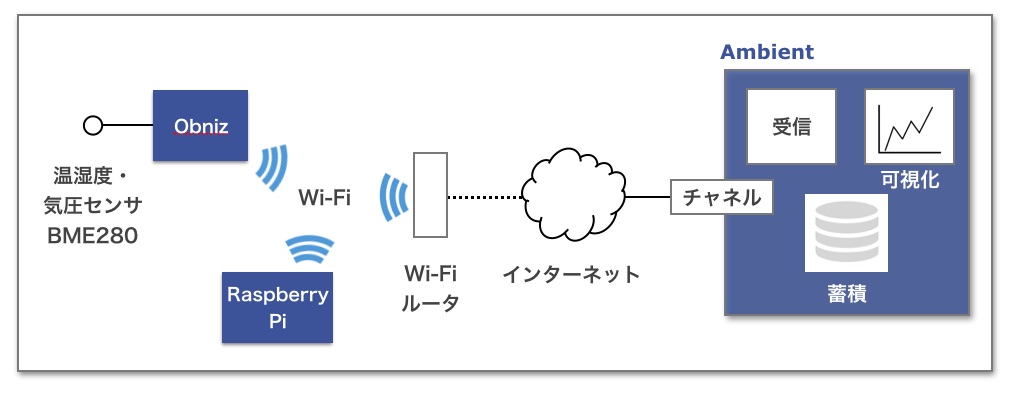 Ambient
Obniz
受信
可視化
温湿度・
気圧センサ
BME280
Wi-Fi
チャネル
Wi-Fi
ルータ
インターネット
蓄積
Raspberry
Pi